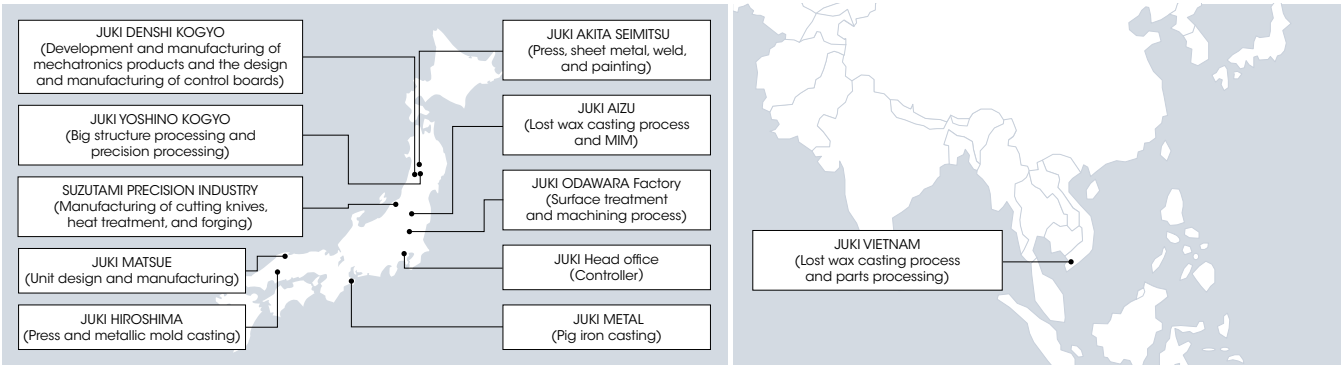 JUKI DENSHI KOGYO
(Development and manufacturing of
mechatronics products and the design
and manufacturing of control boards)
JUKI YOSHINO KOGYO
(Big structure processing and
precision processing)
SUZUTAMI PRECISION INDUSTRY
(Manufacturing of cutting knives,
heat treatment, and forging)
JUKI MATSUE
(Unit design and manufacturing)
JUKI HIROSHIMA
(Press and metallic mold casting)
JUKI AKITA SEIMITSU
(Press, sheet metal, weld,
and painting)
JUKI AIZU
(Lost wax casting process
and MIM)
JUKI ODAWARA Factory
(Surface treatment
and machining process)
JUKI Head office
(Controller)
JUKI METAL
(Pig iron casting)
JUKI VIETNAM
(Lost wax casting process
and parts processing)